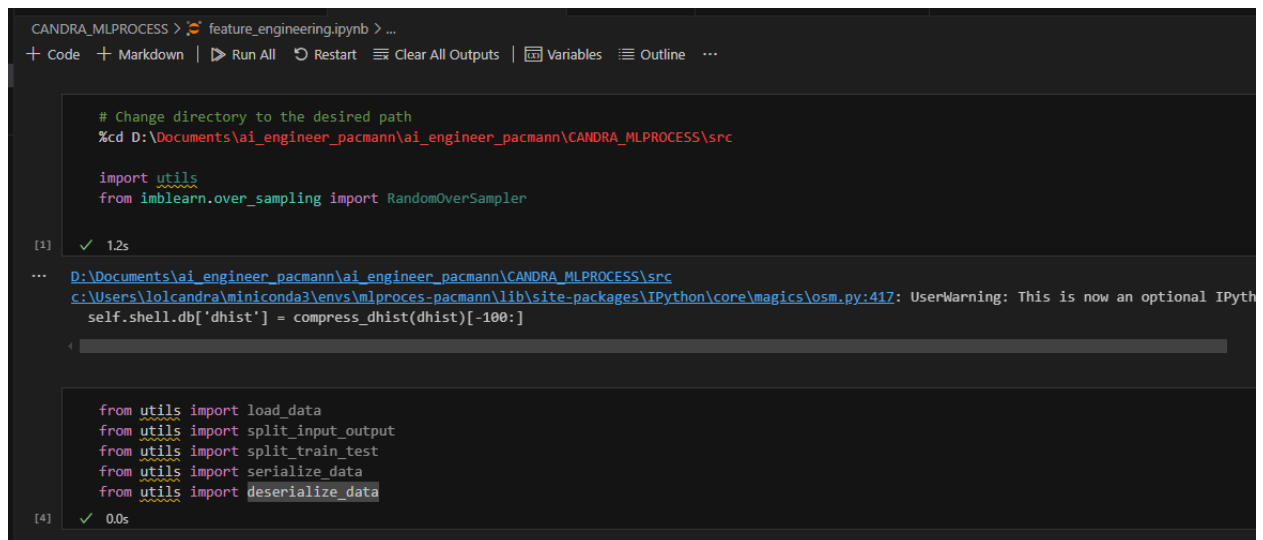 CANDRA_MLPROCESS > feature_engineering.ipynb > ...
+ Code + Markdown | Run All Restart Clear All Outputs | Variables Outline ...
# Change directory to the desired path
%cd D:\Documents\ai_engineer_pacmann\ai_engineer_pacmann\CANDRA_MLPROCESS\src
import utils
from imblearn.over_sampling import RandomOverSampler
[1] ✓ 1.2s
... D:\Documents\ai_engineer_pacmann\ai_engineer_pacmann\CANDRA_MLPROCESS\src
c:\Users\lolcandra\miniconda3\envs\mlproces-pacmann\lib\site-packages\IPython\core\magics\osm.py:417: UserWarning: This is now an optional IPyth
self.shell.db['dhist'] = compress_dhist(dhist)[-100:]
from utils import load_data
from utils import split_input_output
from utils import split_train_test
from utils import serialize_data
from utils import deserialize_data
[4] ✓ 0.0s